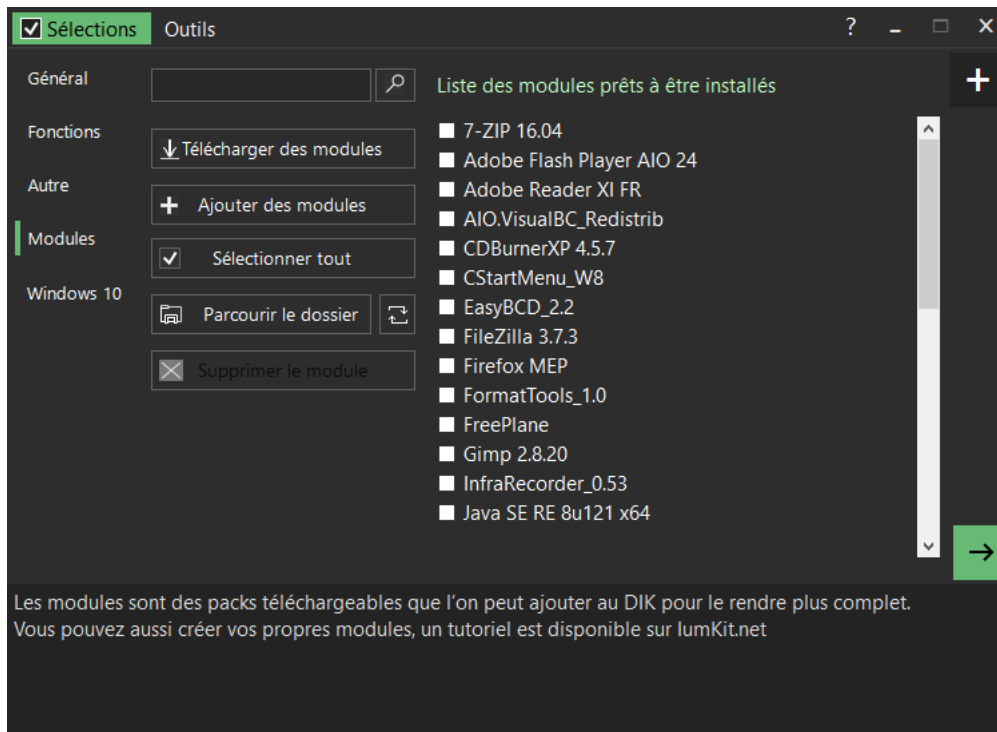 Sélections
Outils
?
Général
Fonctions
Autre
Modules
Windows 10
Télécharger des modules
Ajouter des modules
Sélectionner tout
Parcourir le dossier
Supprimer le module
Liste des modules prêts à être installés
7-ZIP 16.04
Adobe Flash Player AIO 24
Adobe Reader XI FR
AIO.VisualBC_Redistrib
CDBurnerXP 4.5.7
CStartMenu_W8
EasyBCD_2.2
FileZilla 3.7.3
Firefox MEP
FormatTools_1.0
FreePlane
Gimp 2.8.20
InfraRecorder_0.53
Java SE RE 8u121 x64
Les modules sont des packs téléchargeables que l'on peut ajouter au DIK pour le rendre plus complet.
Vous pouvez aussi créer vos propres modules, un tutoriel est disponible sur IumKit.net